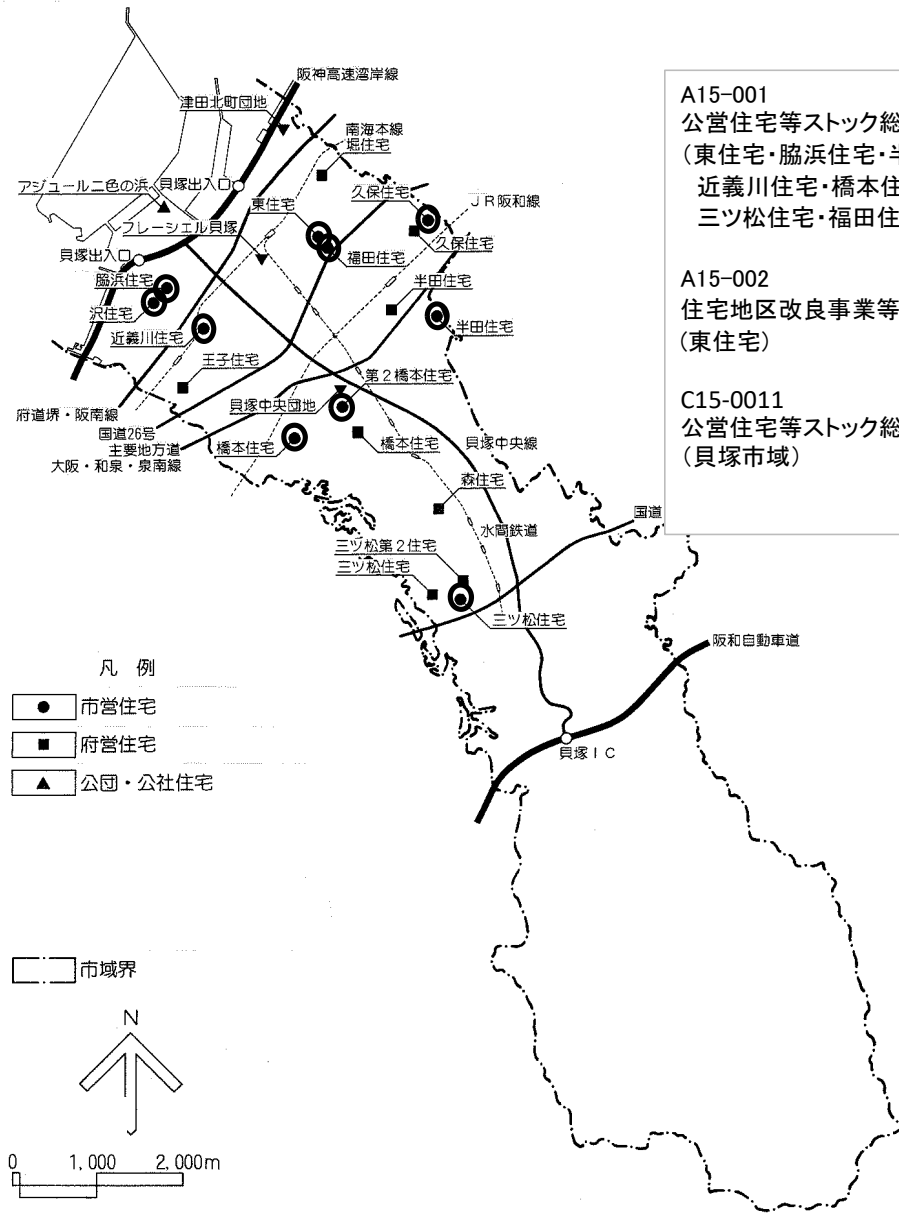 阪神高速湾岸線
津田北町団地
南海本線
堀住宅
アジュール二色の浜
貝塚出入口
東住宅
久保住宅
JR阪和線
フレーシェル貝塚
久保住宅
福田住宅
貝塚出入口
脇浜住宅
半田住宅
沢住宅
半田住宅
近義川住宅
王子住宅
第2橋本住宅
貝塚中央団地
府道堺・阪南線
国道26号
橋本住宅
橋本住宅
貝塚中央線
主要地方道
大阪・和泉・泉南線
森住宅
国道
水間鉄道
三ツ松第2住宅
三ツ松住宅
三ツ松住宅
阪和自動車道
貝塚IC
A15-001
公営住宅等ストック総
(東住宅・脇浜住宅・半
近義川住宅・橋本住
三ツ松住宅・福田住
A15-002
住宅地区改良事業等
(東住宅)
C15-0011
公営住宅等ストック総
(貝塚市域)
凡 例
市営住宅
府営住宅
公団・公社住宅
市域界
N
0 1,000 2,000m